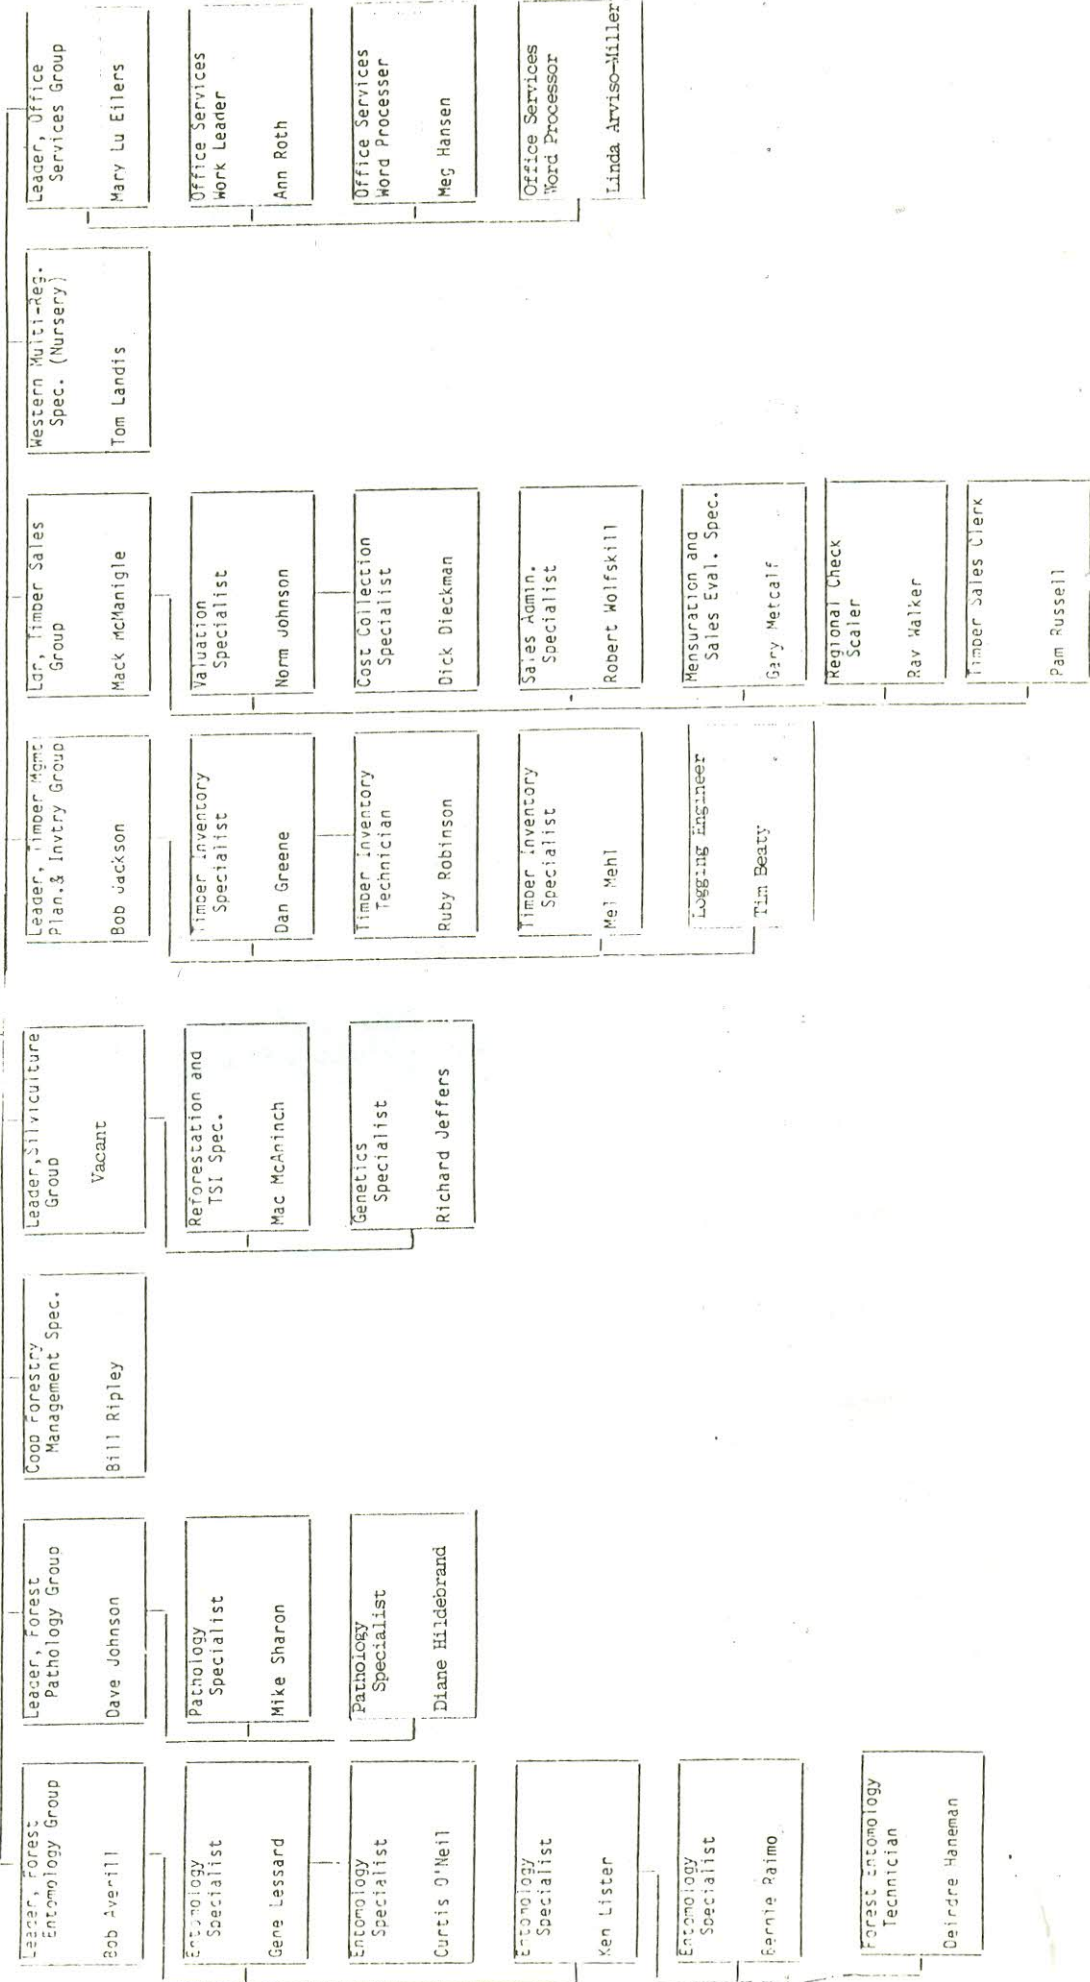 Leader, Forest
Entomology Group
Bob Averill
Entomology
Specialist
Gene Lessard
Entomology
Specialist
Curtis O'Neil
Entomology
Specialist
Ken Lister
Entomology
Specialist
Bernie Raimo
Forest Entomology
Technician
Deirdre Haneman
Leader, Forest
Pathology Group
Dave Johnson
Pathology
Specialist
Mike Sharon
Pathology
Specialist
Diane Hildebrand
Coop Forestry
Management Spec.
Bill Ripley
Leader, Silviculture
Group
Vacant
Reforestation and
TSI Spec.
Mac McAninch
Genetics
Specialist
Richard Jeffers
Leader, Timber Mgmt
Plan.& Invtry Group
Bob Jackson
Timber Inventory
Specialist
Dan Greene
Timber Inventory
Technician
Ruby Robinson
Timber Inventory
Specialist
Mel Mehl
Logging Engineer
Tim Beaty
Ldr, Timber Sales
Group
Mack McManigle
Valuation
Specialist
Norm Johnson
Cost Collection
Specialist
Dick Dieckman
Sales Admin.
Specialist
Robert Wolfskill
Mensuration and
Sales Eval. Spec.
Gary Metcalf
Regional Check
Scaler
Ray Walker
Timber Sales Clerk
Pam Russell
Western Multi-Reg.
Spec. (Nursery)
Tom Landis
Leader, Office
Services Group
Mary Lu Eilers
Office Services
Work Leader
Ann Roth
Office Services
Word Processer
Meg Hansen
Office Services
Word Processor
Linda Arviso-Miller